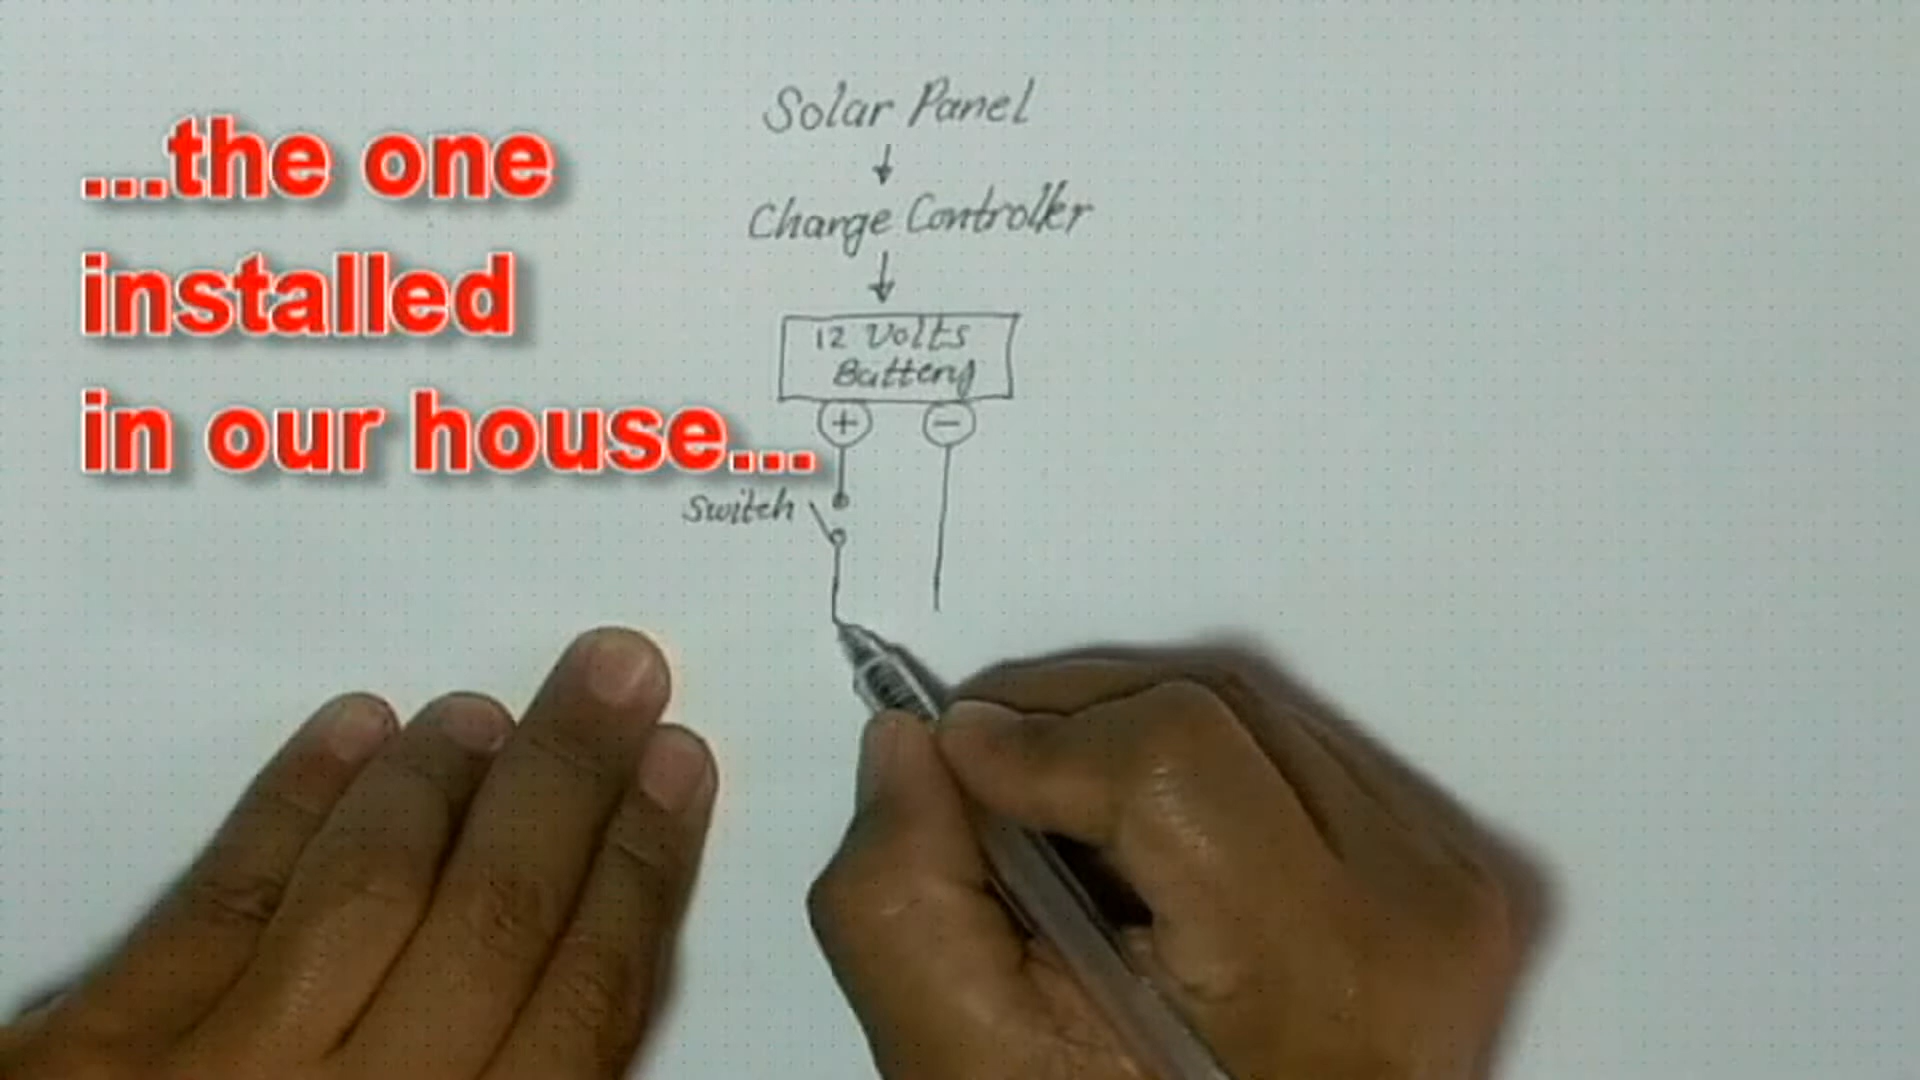 ...the one
installed
in our house...
Solar Panel
Charge Controller
12 Volts
Battery
+ -
Switch